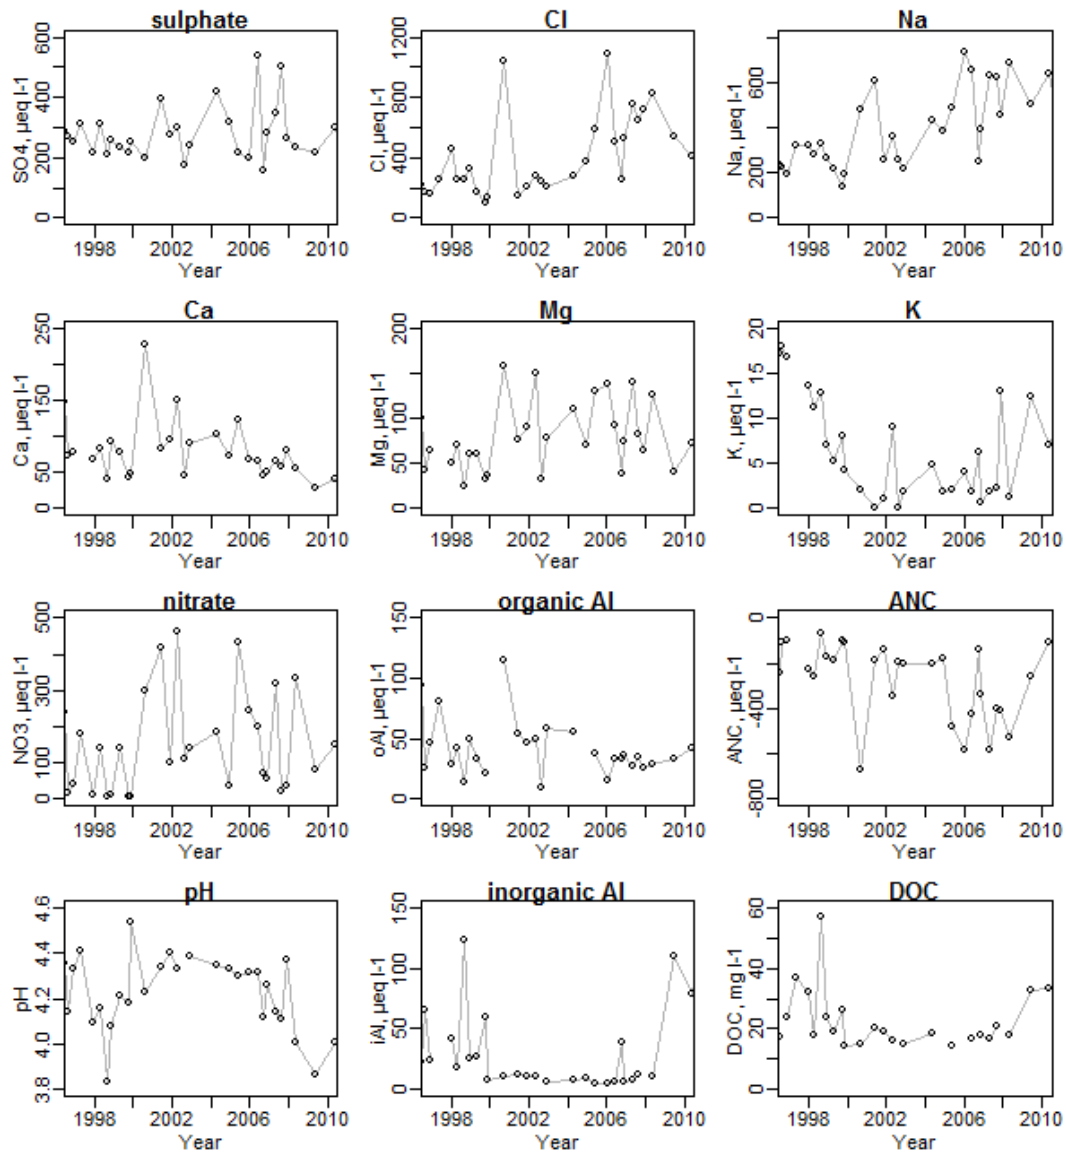 sulphate
SO4, µeq l-1
0 200 400 600
1998 2002 2006 2010
Year
Cl
Cl, µeq l-1
0 400 800 1200
1998 2002 2006 2010
Year
Na
Na, µeq l-1
0 200 600
1998 2002 2006 2010
Year
Ca
Ca, µeq l-1
0 50 150 250
1998 2002 2006 2010
Year
Mg
Mg, µeq l-1
0 50 100 200
1998 2002 2006 2010
Year
K
K, µeq l-1
0 5 10 15 20
1998 2002 2006 2010
Year
nitrate
NO3, µeq l-1
0 100 300 500
1998 2002 2006 2010
Year
organic Al
oAl, µeq l-1
0 50 100 150
1998 2002 2006 2010
Year
ANC
ANC, µeq l-1
-800 -400 0
1998 2002 2006 2010
Year
pH
pH
3.8 4.0 4.2 4.4 4.6
1998 2002 2006 2010
Year
inorganic Al
iAl, µeq l-1
0 50 100 150
1998 2002 2006 2010
Year
DOC
DOC, mg l-1
0 20 40 60
1998 2002 2006 2010
Year